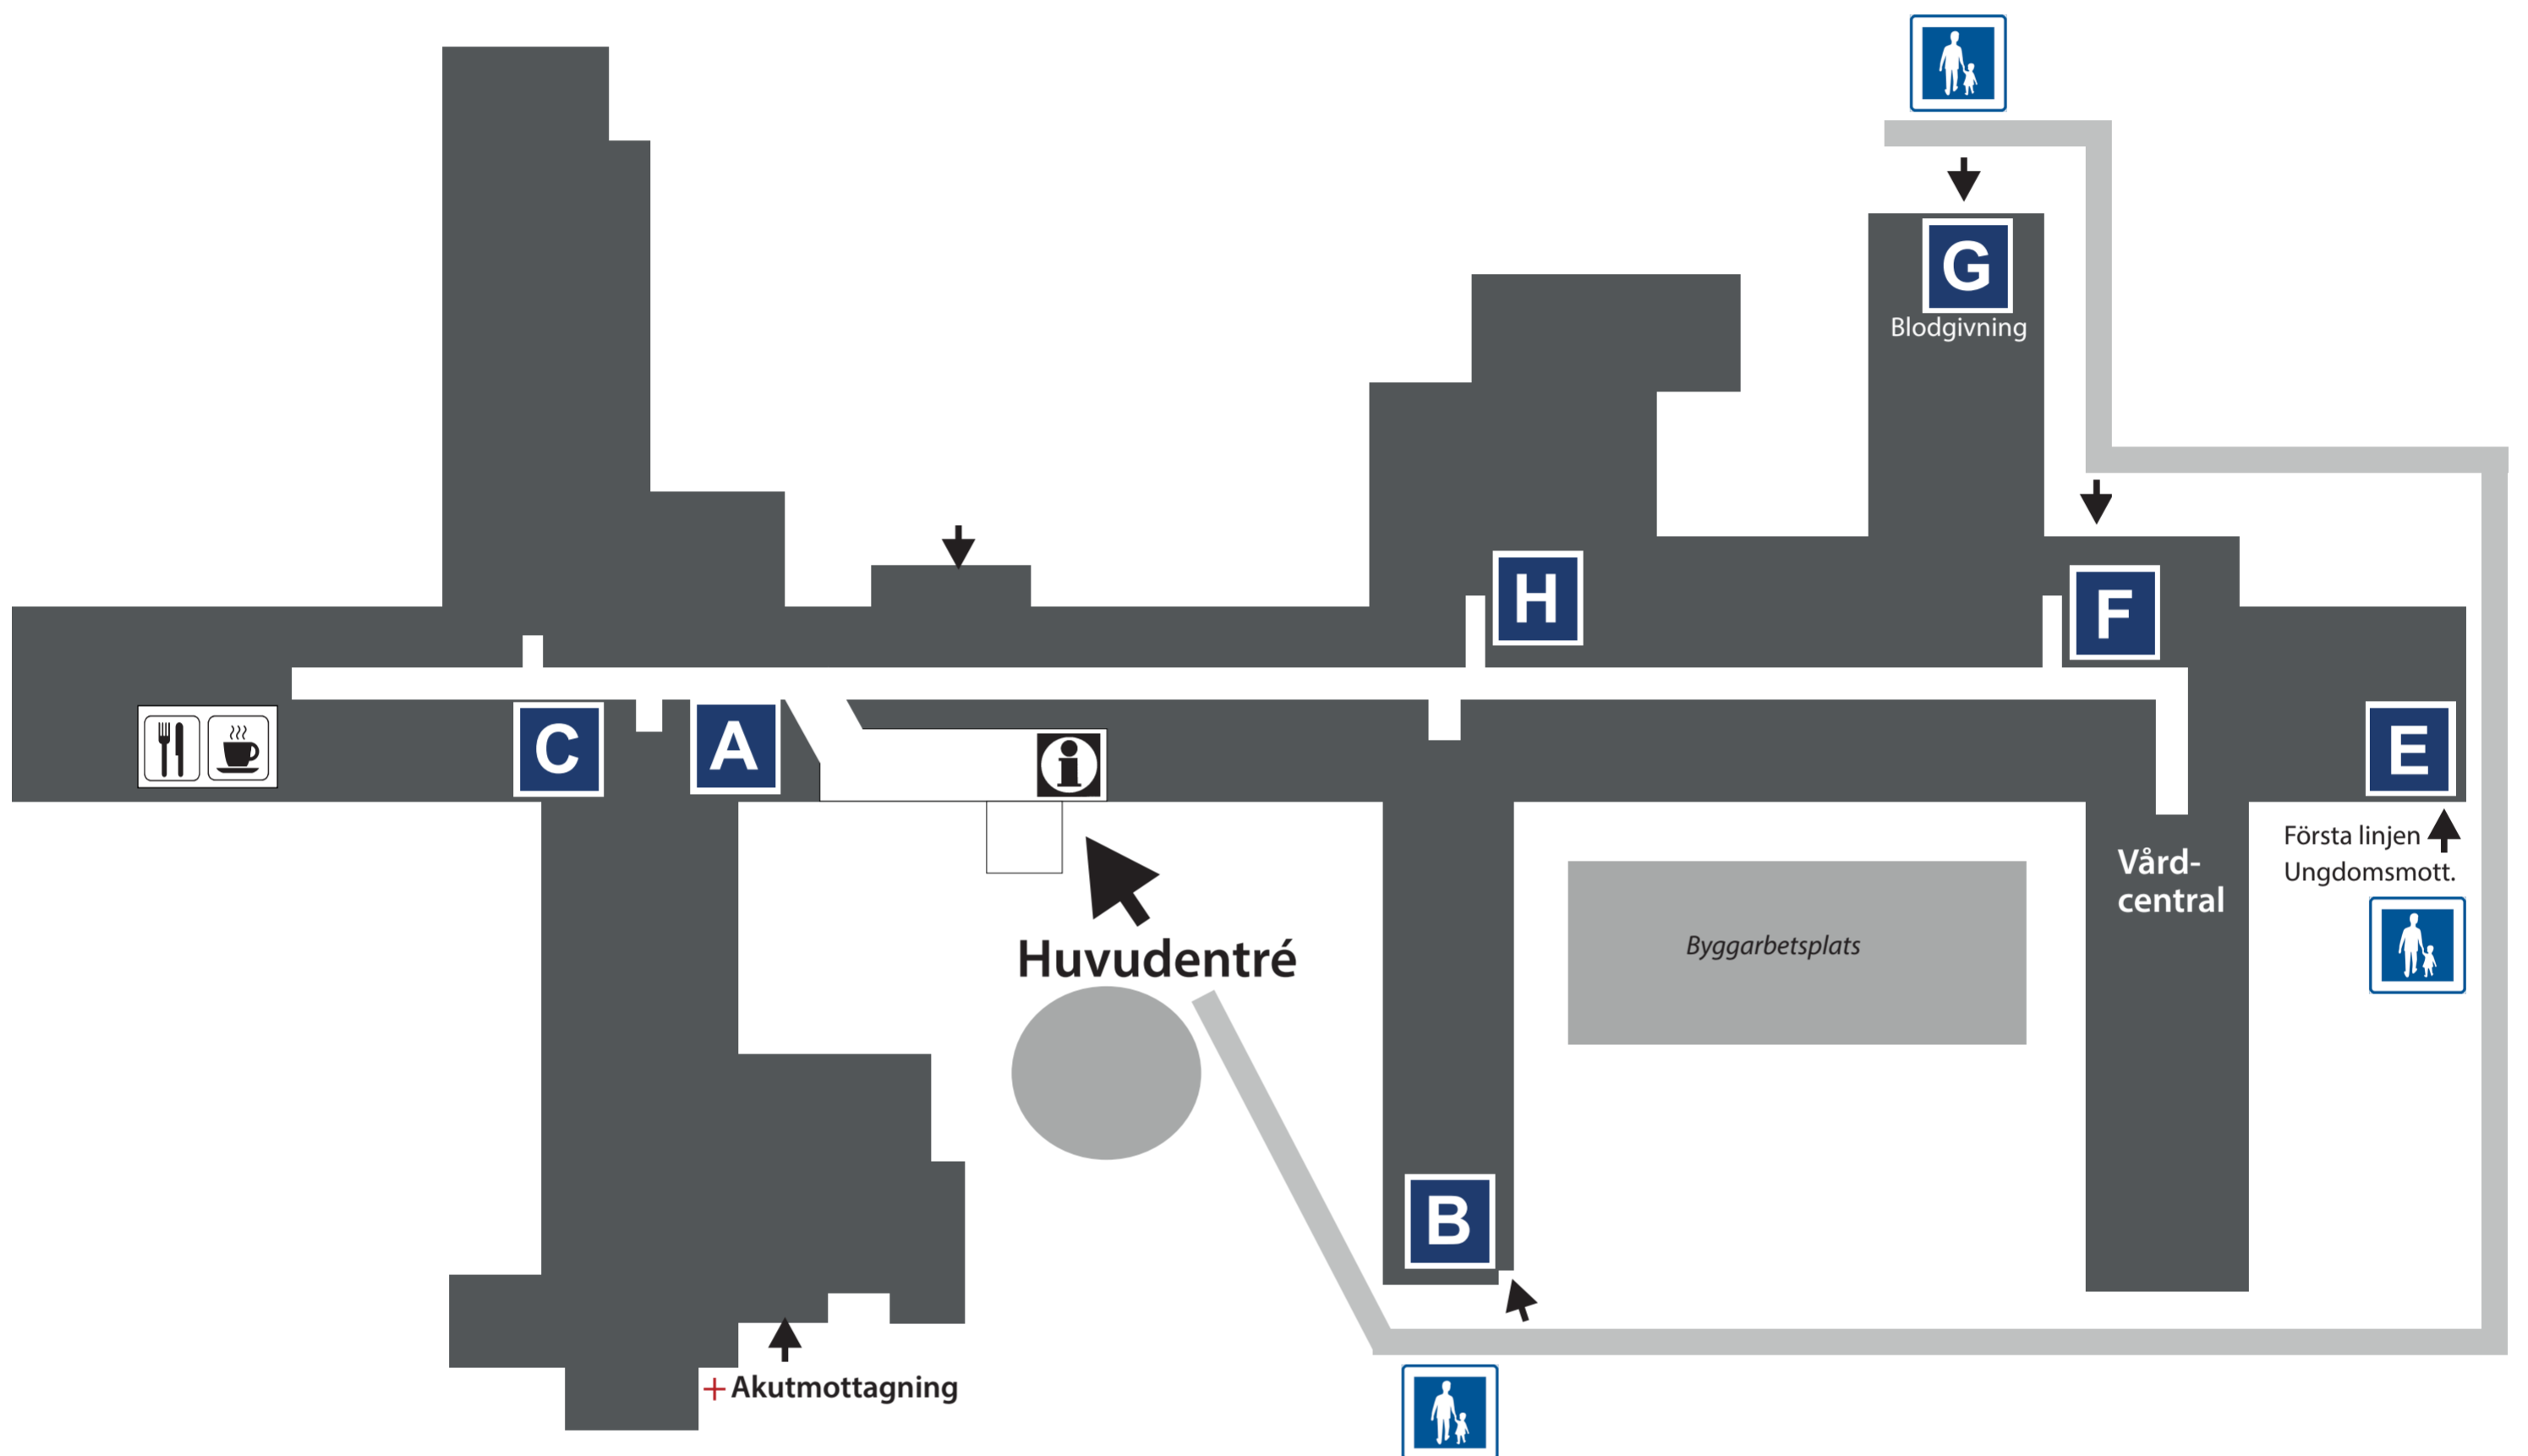 G
Blodgivning
H
F
C
A
E
Första linjen
Ungdomsmott.
Vård-
central
Byggarbetsplats
Huvudentré
B
+ Akutmottagning